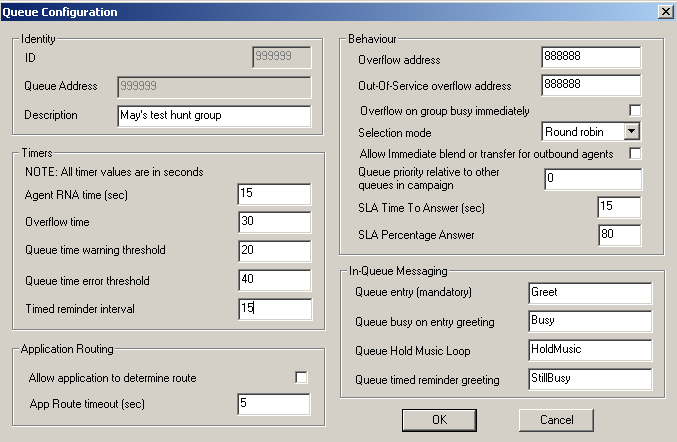 Queue Configuration
Identity
ID 999999
Queue Address 999999
Description May's test hunt group
Timers
NOTE: All timer values are in seconds
Agent RNA time (sec) 15
Overflow time 30
Queue time warning threshold 20
Queue time error threshold 40
Timed reminder interval 15
Application Routing
Allow application to determine route
App Route timeout (sec) 5
Behaviour
Overflow address 888888
Out-Of-Service overflow address 888888
Overflow on group busy immediately
Selection mode Round robin
Allow Immediate blend or transfer for outbound agents
Queue priority relative to other
queues in campaign 0
SLA Time To Answer (sec) 15
SLA Percentage Answer 80
In-Queue Messaging
Queue entry (mandatory) Greet
Queue busy on entry greeting Busy
Queue Hold Music Loop HoldMusic
Queue timed reminder greeting StillBusy
OK Cancel